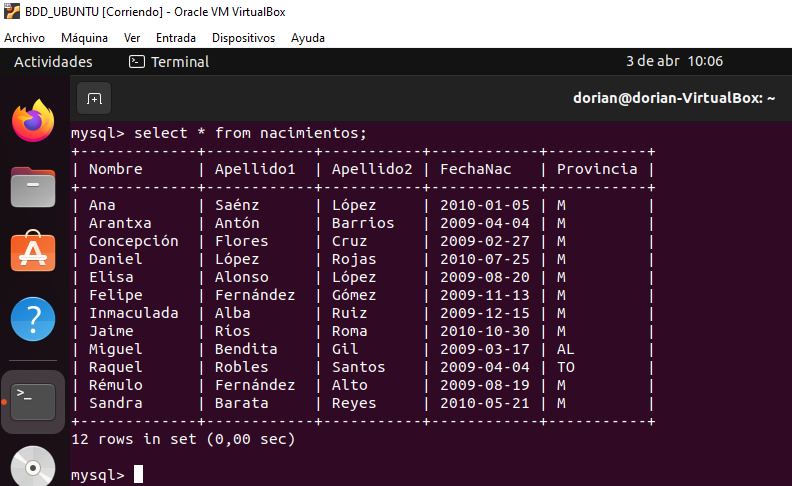 BDD_UBUNTU [Corriendo] - Oracle VM VirtualBox
Archivo Máquina Ver Entrada Dispositivos Ayuda
Actividades Terminal 3 de abr 10:06
dorian@dorian-VirtualBox: ~
mysql> select * from nacimientos;
+-------------+------------+-----------+------------+-----------+
| Nombre      | Apellido1  | Apellido2 | FechaNac   | Provincia |
+-------------+------------+-----------+------------+-----------+
| Ana         | Saénz      | López     | 2010-01-05 | M         |
| Arantxa     | Antón      | Barrios   | 2009-04-04 | M         |
| Concepción  | Flores     | Cruz      | 2009-02-27 | M         |
| Daniel      | López      | Rojas     | 2010-07-25 | M         |
| Elisa       | Alonso     | López     | 2009-08-20 | M         |
| Felipe      | Fernández  | Gómez     | 2009-11-13 | M         |
| Inmaculada  | Alba       | Ruiz      | 2009-12-15 | M         |
| Jaime       | Ríos       | Roma      | 2010-10-30 | M         |
| Miguel      | Bendita    | Gil       | 2009-03-17 | AL        |
| Raquel      | Robles     | Santos    | 2009-04-04 | TO        |
| Rémulo      | Fernández  | Alto      | 2009-08-19 | M         |
| Sandra      | Barata     | Reyes     | 2010-05-21 | M         |
+-------------+------------+-----------+------------+-----------+
12 rows in set (0,00 sec)
mysql>